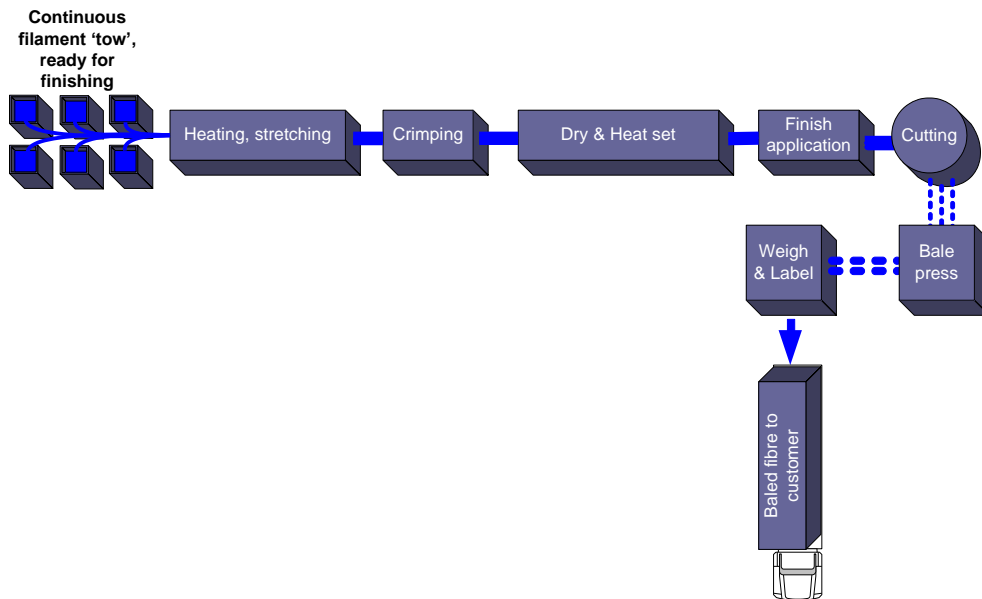 Continuous
filament ‘tow’,
ready for
finishing
Heating, stretching
Crimping
Dry & Heat set
Finish
application
Cutting
Weigh
& Label
Bale
press
Baled fibre to
customer